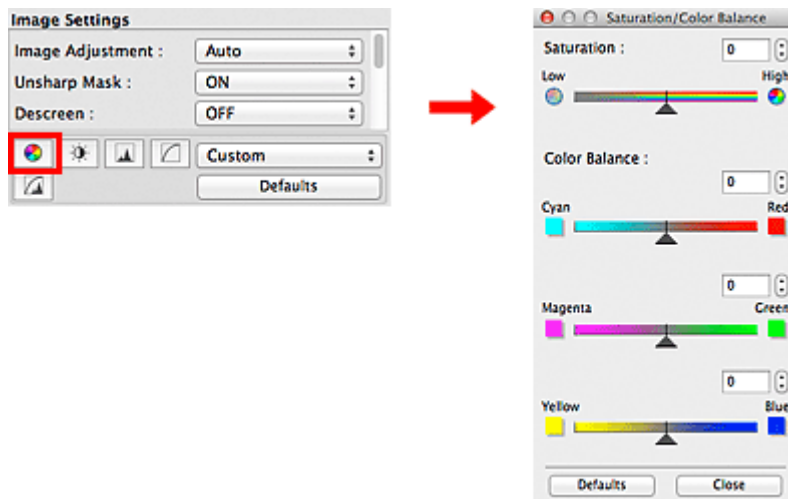 Image Settings
Image Adjustment : Auto
Unsharp Mask : ON
Descreen : OFF
Custom
Defaults
Saturation/Color Balance
Saturation : 0
Low High
Color Balance :
0
Cyan Red
0
Magenta Green
0
Yellow Blue
Defaults Close